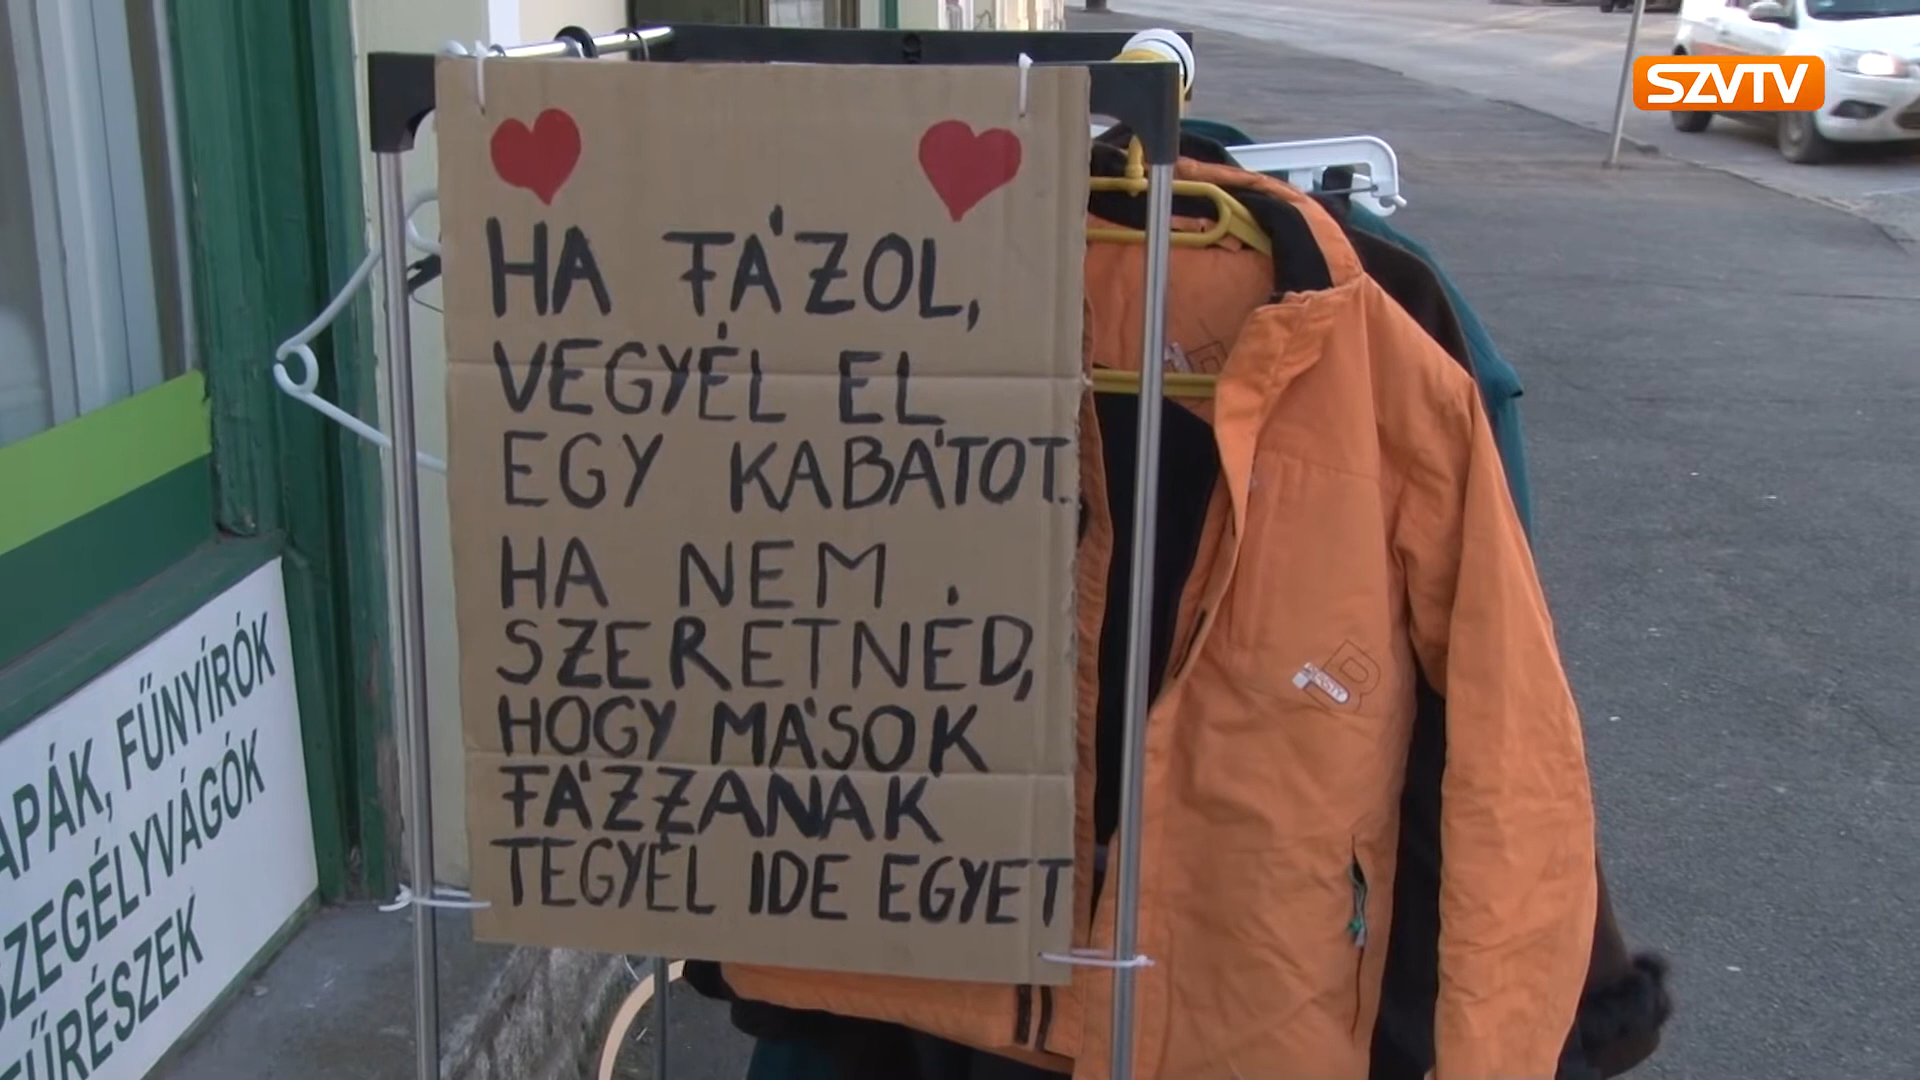 SZVTV
HA FÁZOL,
VEGYÉL EL
EGY KABÁTOT.
HA NEM
SZERETNÉD,
HOGY MÁSOK
FÁZZANAK
TEGYÉL IDE EGYET
APÁK, FŰNYÍRÓK
SZEGÉLYVÁGÓK
FŰRÉSZEK